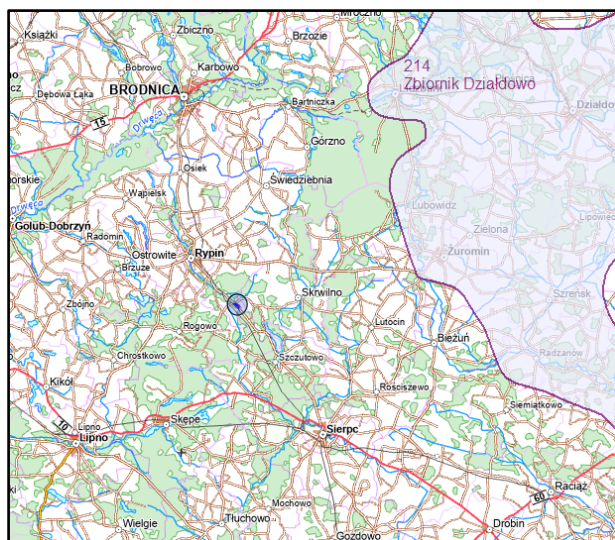 Mroczno
Książki
Zbiczno
Brzozie
Bobrowo
Karbowo
Dębowa Łąka
BRODNICA
214
Zbiornik Działdowo
Działdowo
Bartniczka
15
Drwęca
Górzno
Osiek
Świedziebnia
Wąpielsk
Lubowidz
Lipowiec
Drwęca
Golub-Dobrzyń
Radomin
Zielona
Ostrowite
Rypin
Żuromin
Brzuze
Skrwilno
Szreńsk
Zbójno
Rogowo
Lutocin
Bieżuń
Chrostkowo
Szczutowo
Radzanów
Kikół
Rościszewo
Siemiątkowo
10
Lipno
Skępe
Lipno
Sierpc
Raciąż
60
Mochowo
Wielgie
Tłuchowo
Gozdowo
Drobin